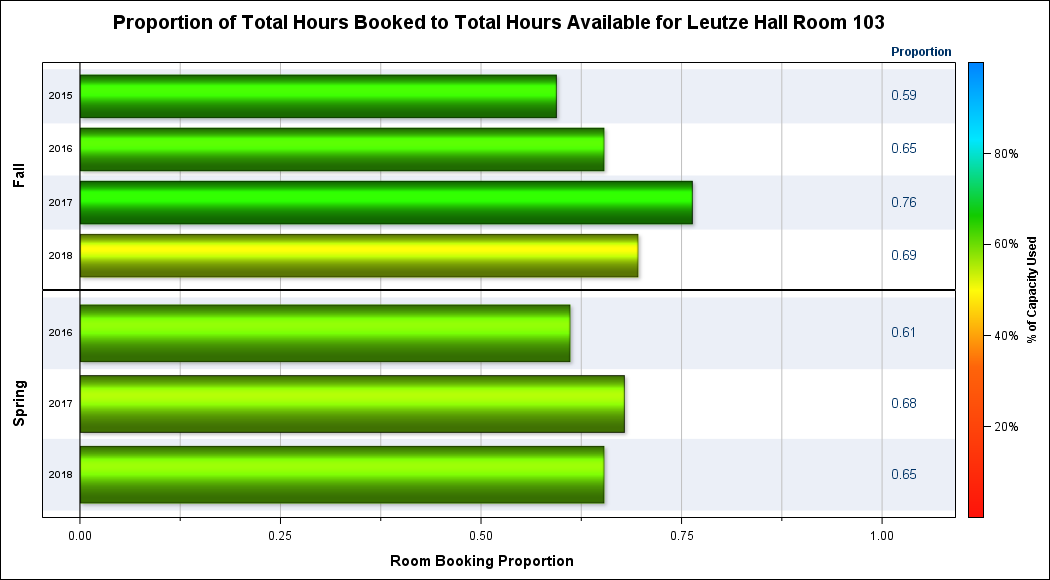 Proportion of Total Hours Booked to Total Hours Available for Leutze Hall Room 103
Proportion
Fall
2015 0.59
2016 0.65
2017 0.76
2018 0.69
Spring
2016 0.61
2017 0.68
2018 0.65
0.00 0.25 0.50 0.75 1.00
Room Booking Proportion
80%
60%
40%
20%
% of Capacity Used